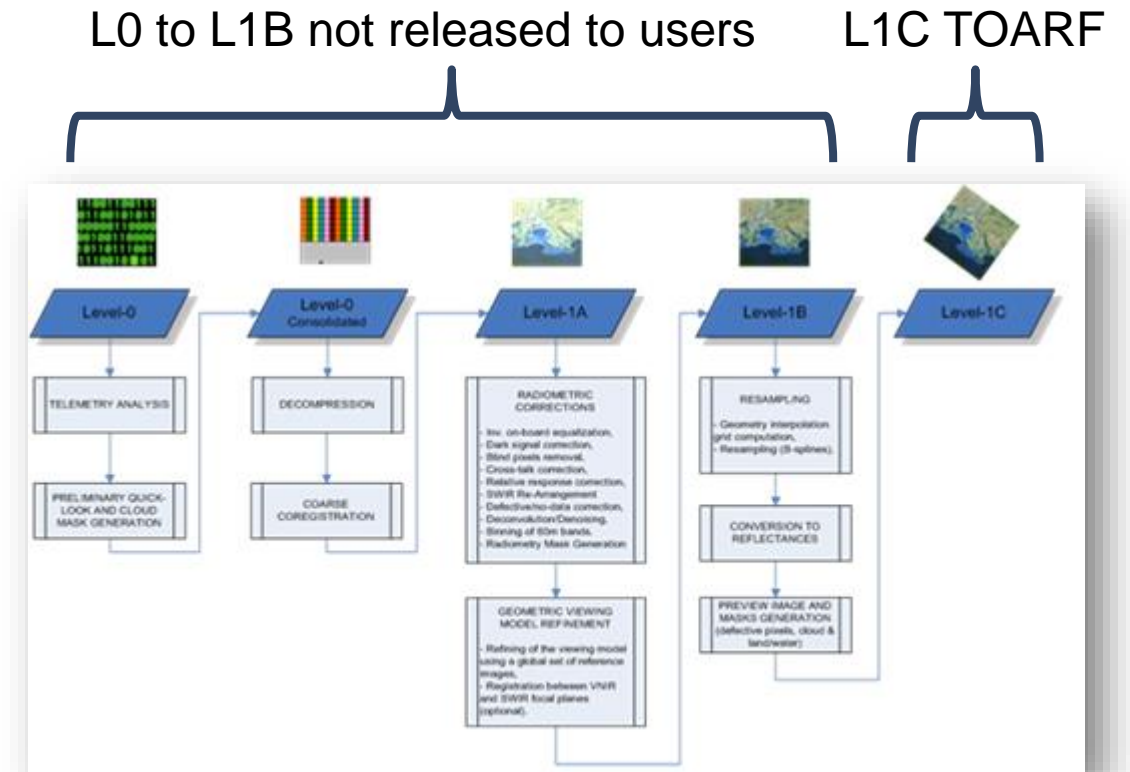 L0 to L1B not released to users
L1C TOARF
Level-0
Level-0
Consolidated
Level-1A
Level-1B
Level-1C
TELEMETRY ANALYSIS
PRELIMINARY QUICK-
LOOK AND CLOUD
MASK GENERATION
DECOMPRESSION
COARSE
COREGISTRATION
RADIOMETRIC
CORRECTIONS
- Inv. on-board equalization,
- Dark signal correction,
- Blind pixels removal,
- Cross-talk correction,
- Relative response correction,
- SWIR Re-Arrangement
- Defective/no-data correction,
- Deconvolution/Denoising,
- Binning of 60m bands,
- Radiometry Mask Generation
GEOMETRIC VIEWING
MODEL REFINEMENT
- Refining of the viewing model
using a global set of reference
images,
- Registration between VNIR
and SWIR focal planes
(optional).
RESAMPLING
- Geometry interpolation
grid computation,
- Resampling (B-splines),
CONVERSION TO
REFLECTANCES
PREVIEW IMAGE AND
MASKS GENERATION
(defective pixels, cloud &
land/water)